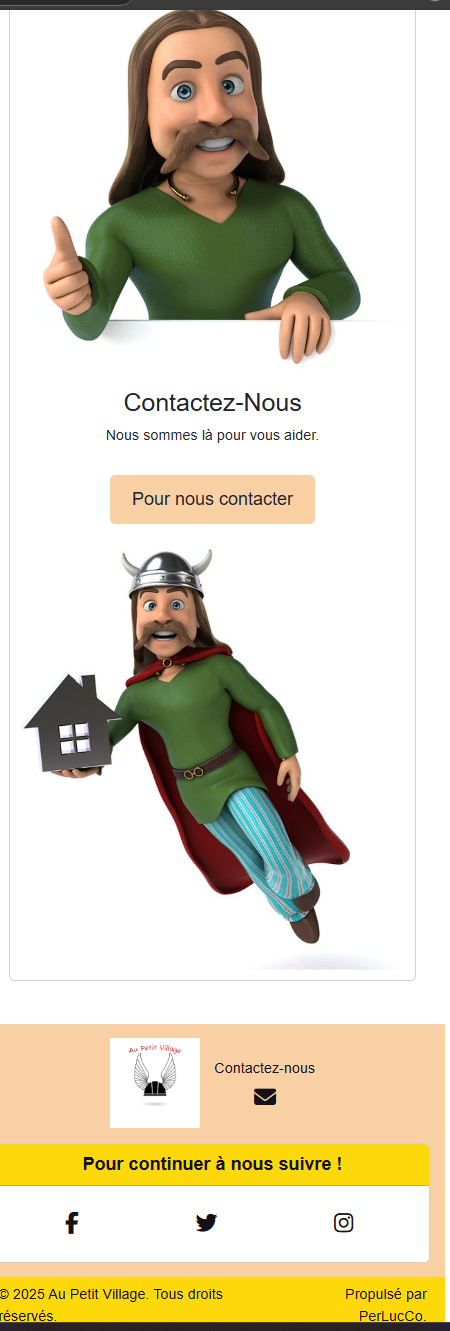 Contactez-Nous
Nous sommes là pour vous aider.
Pour nous contacter
Au Petit Village
Contactez-nous
Pour continuer à nous suivre !
© 2025 Au Petit Village. Tous droits
réservés.
Propulsé par
PerLucCo.